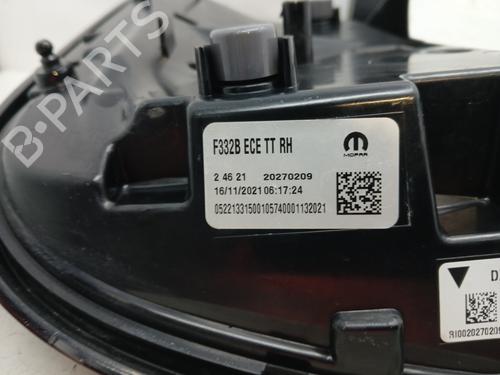 B-PARTS
F332B ECE TT RH
MOPAR
2 46 21 20270209
16/11/2021 06:17:24
05221331500105740001132021
D
RI0020270209